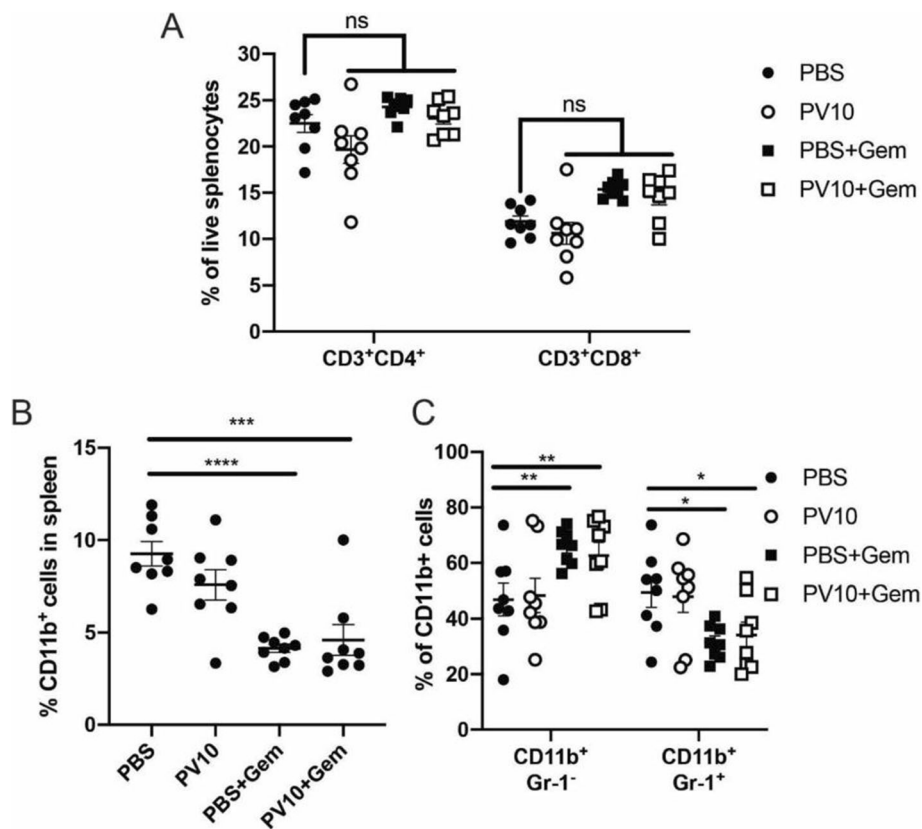 A
ns
ns
% of live splenocytes
30
25
20
15
10
5
0
CD3⁺CD4⁺
CD3⁺CD8⁺
PBS
PV10
PBS+Gem
PV10+Gem
B
***
****
% CD11b⁺ cells in spleen
15
10
5
0
PBS
PV10
PBS+Gem
PV10+Gem
C
**
**
*
*
% of CD11b+ cells
100
80
60
40
20
0
CD11b⁺
Gr-1⁻
CD11b⁺
Gr-1⁺
PBS
PV10
PBS+Gem
PV10+Gem